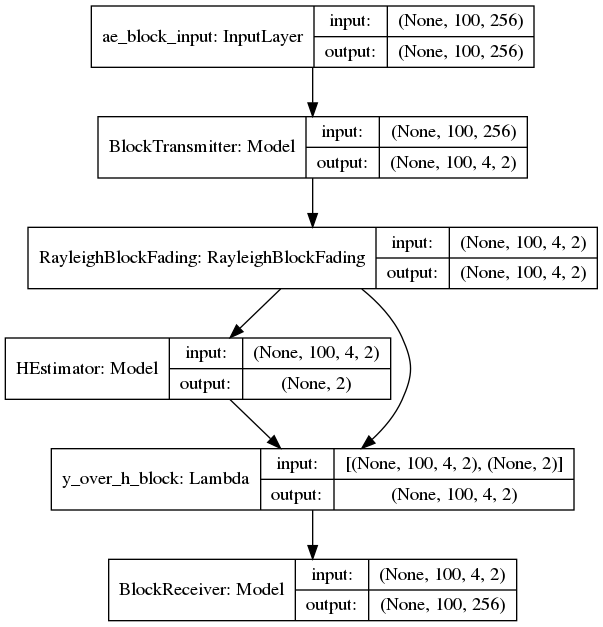 ae_block_input: InputLayer
input: (None, 100, 256)
output: (None, 100, 256)
BlockTransmitter: Model
input: (None, 100, 256)
output: (None, 100, 4, 2)
RayleighBlockFading: RayleighBlockFading
input: (None, 100, 4, 2)
output: (None, 100, 4, 2)
HEstimator: Model
input: (None, 100, 4, 2)
output: (None, 2)
y_over_h_block: Lambda
input: [(None, 100, 4, 2), (None, 2)]
output: (None, 100, 4, 2)
BlockReceiver: Model
input: (None, 100, 4, 2)
output: (None, 100, 256)